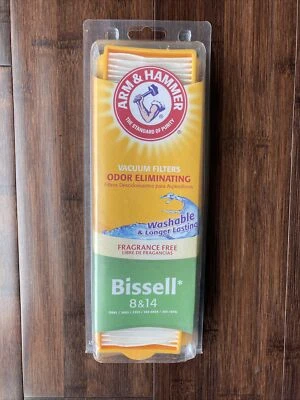 ARM & HAMMER
THE STANDARD OF PURITY
VACUUM FILTERS
ODOR ELIMINATING
Filtros Desodorizantes para Aspiradoras
Washable
& Longer Lasting
FRAGRANCE FREE
LIBRE DE FRAGANCIAS
Bissell*
8&14